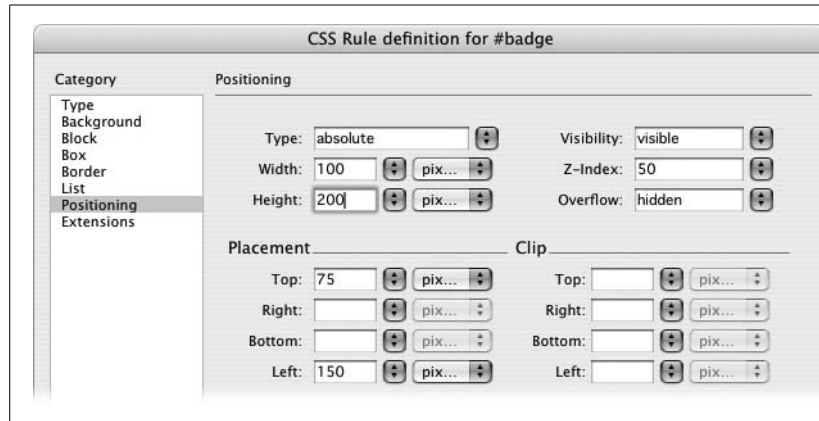 CSS Rule definition for #badge
Category
Type
Background
Block
Box
Border
List
Positioning
Extensions
Positioning
Type: absolute
Width: 100 pix...
Height: 200 pix...
Visibility: visible
Z-Index: 50
Overflow: hidden
Placement
Top: 75 pix...
Right: pix...
Bottom: pix...
Left: 150 pix...
Clip
Top: pix...
Right: pix...
Bottom: pix...
Left: pix...